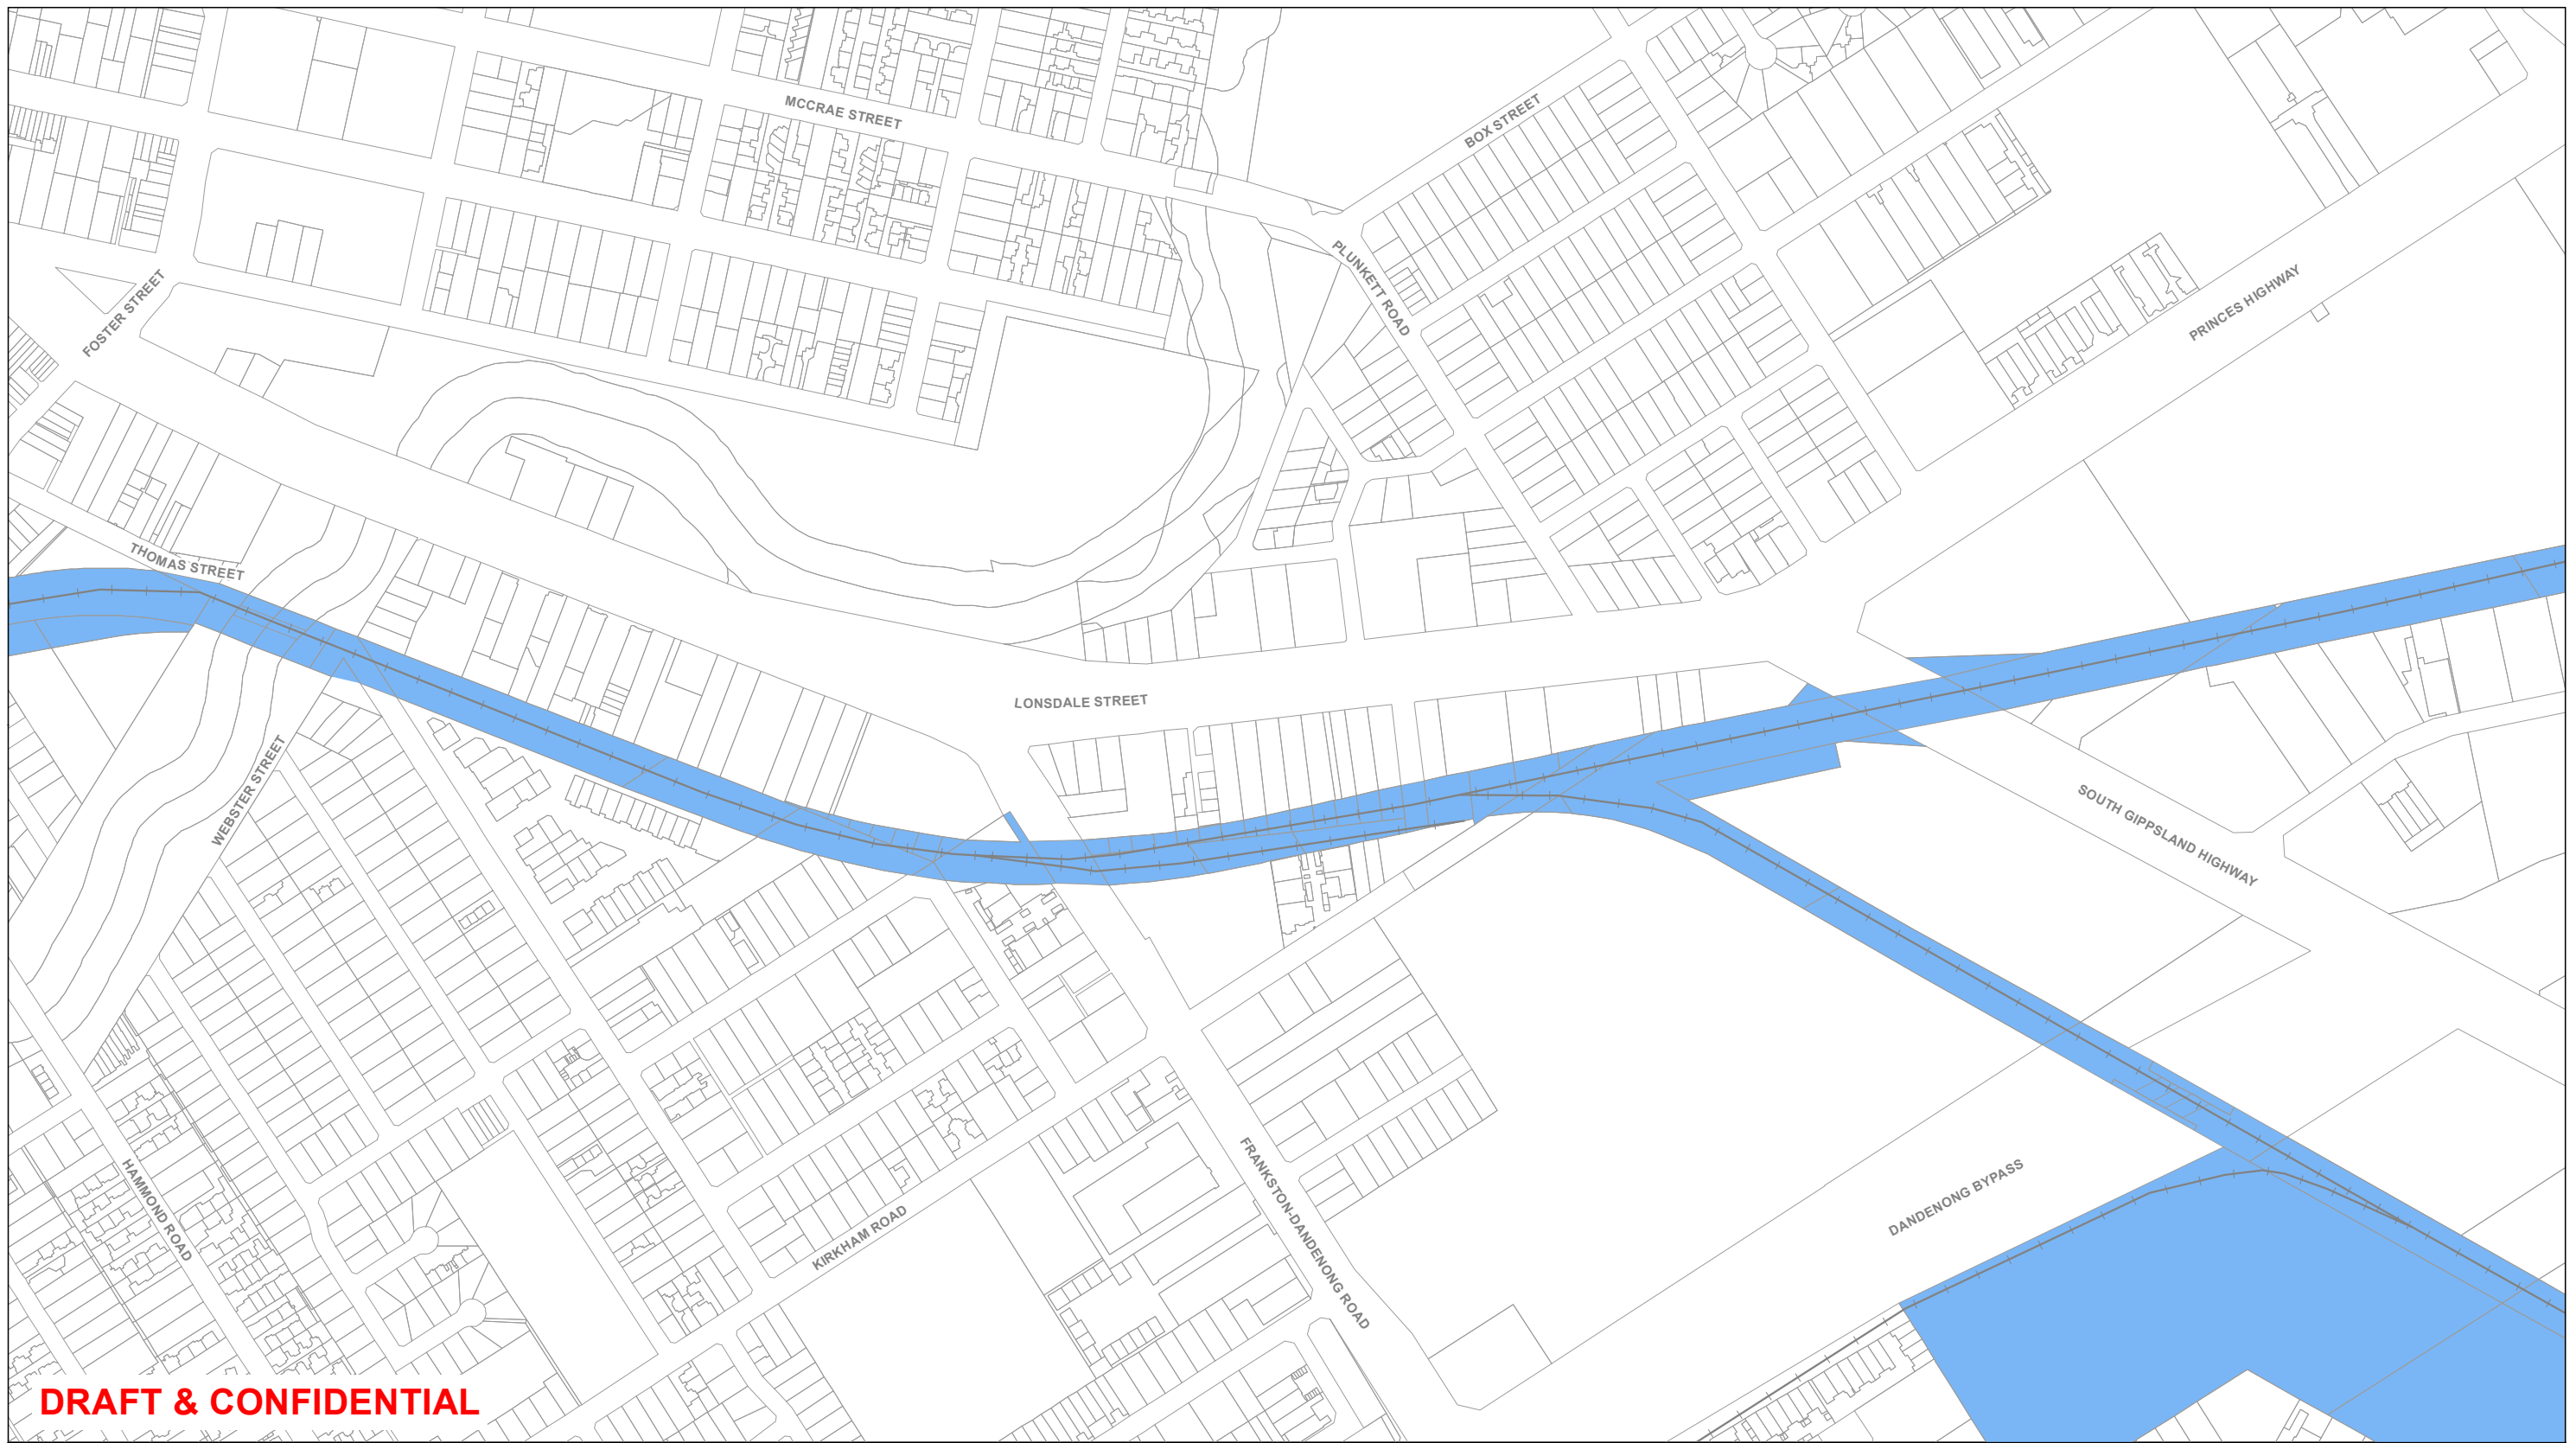 MCCRAE STREET
BOX STREET
PLUNKETT ROAD
FOSTER STREET
PRINCES HIGHWAY
THOMAS STREET
LONSDALE STREET
WEBSTER STREET
SOUTH GIPPSLAND HIGHWAY
HAMMOND ROAD
KIRKHAM ROAD
FRANKSTON-DANDENONG ROAD
DANDENONG BYPASS
DRAFT & CONFIDENTIAL